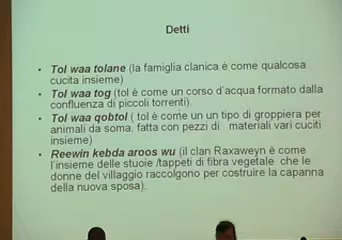 Detti
• Tol waa tolane (la famiglia clanica è come qualcosa
cucita insieme)
• Tol waa tog (tol è come un corso d'acqua formato dalla
confluenza di piccoli torrenti).
• Tol waa qobtol ( tol è come un un tipo di groppiera per
animali da soma. fatta con pezzi di materiali vari cuciti
insieme)
• Reewin kebda aroos wu (il clan Raxaweyn è come
l'insieme delle stuoie /tappeti di fibra vegetale che le
donne del villaggio raccolgono per costruire la capanna
della nuova sposa).